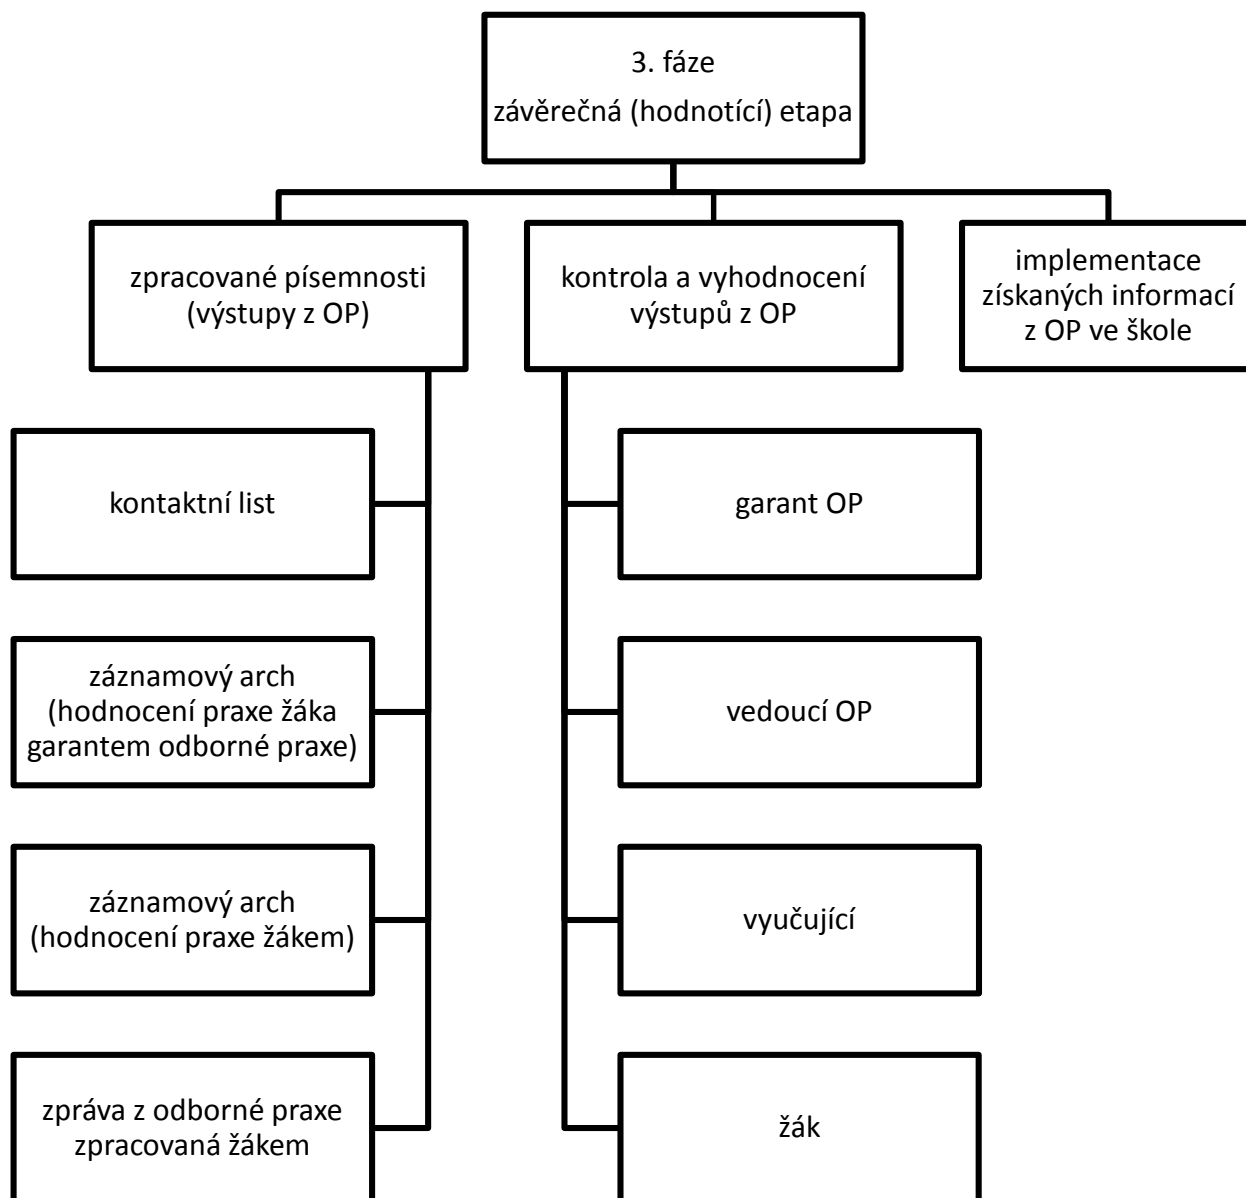 3. fáze
závěrečná (hodnotící) etapa
zpracované písemnosti
(výstupy z OP)
kontrola a vyhodnocení
výstupů z OP
implementace
získaných informací
z OP ve škole
kontaktní list
garant OP
záznamový arch
(hodnocení praxe žáka
garantem odborné praxe)
vedoucí OP
záznamový arch
(hodnocení praxe žákem)
vyučující
zpráva z odborné praxe
zpracovaná žákem
žák